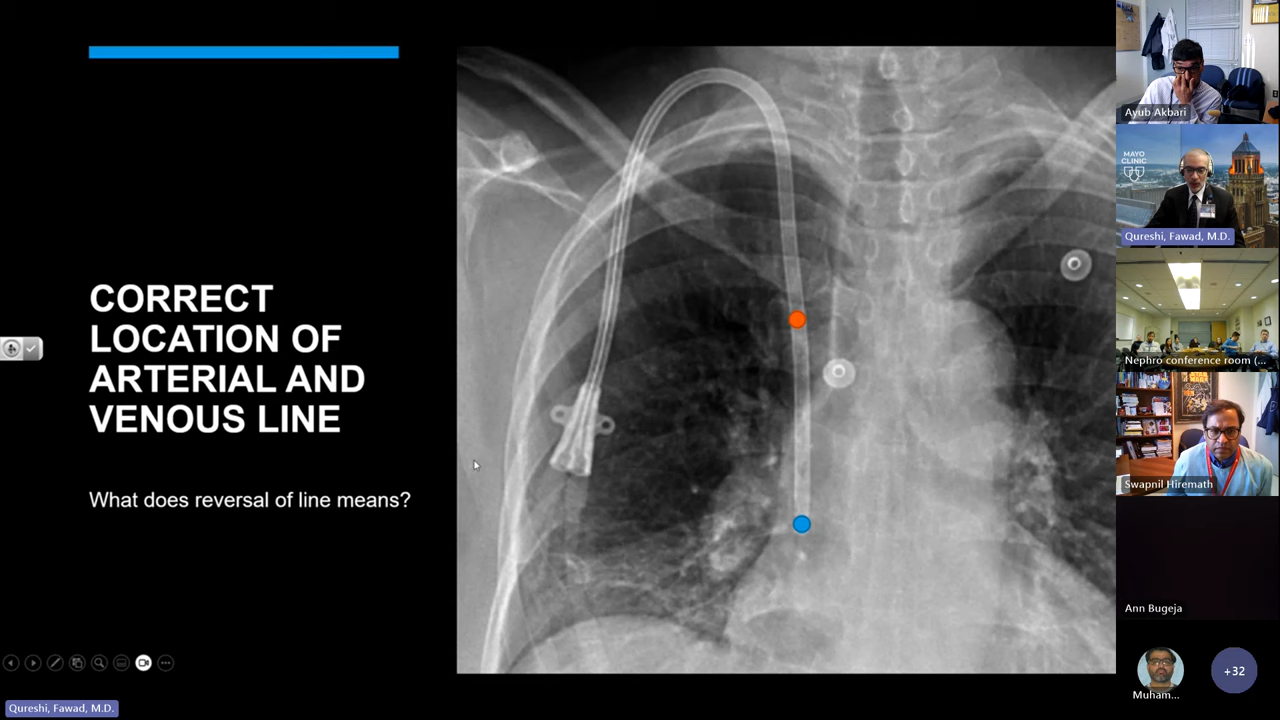 CORRECT
LOCATION OF
ARTERIAL AND
VENOUS LINE
What does reversal of line means?
Qureshi, Fawad, M.D.
Ayub Akbari
MAYO
CLINIC
Qureshi, Fawad, M.D.
Nephro conference room (...
Swapnil Hiremath
Ann Bugeja
Muham...
+32